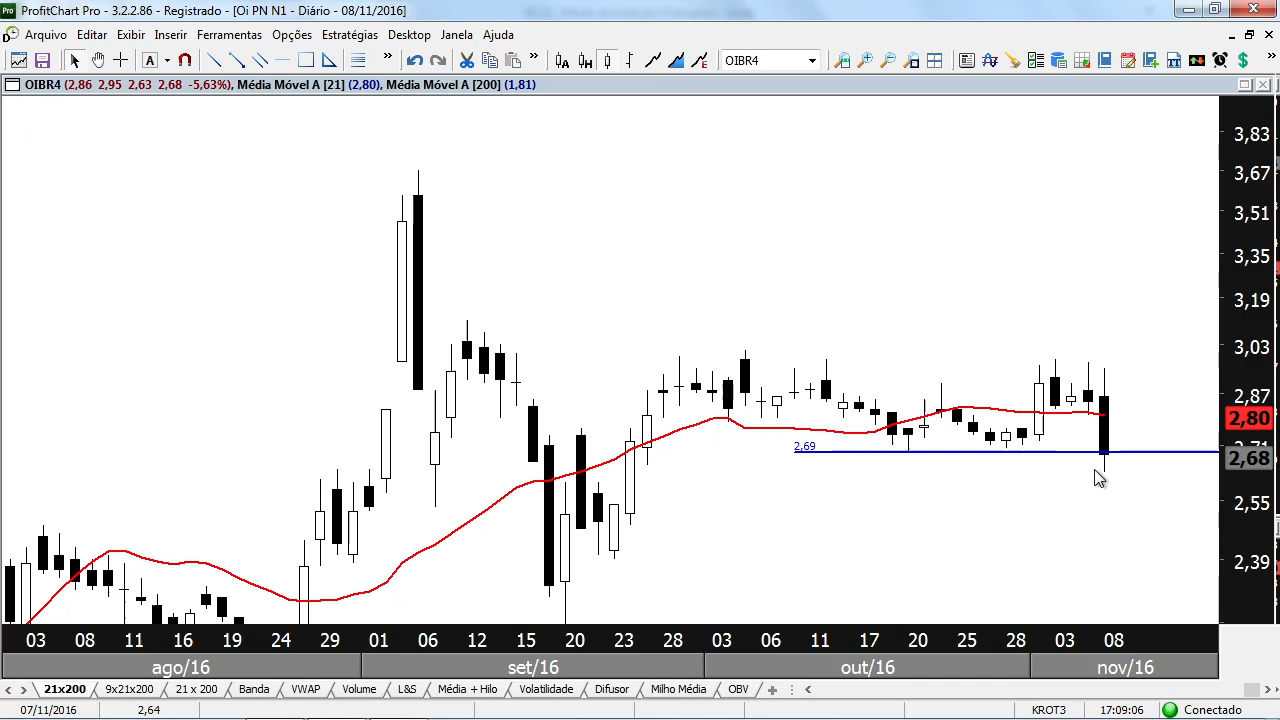 Pro ProfitChart Pro - 3.2.2.86 - Registrado - [Oi PN N1 - Diário - 08/11/2016]
Arquivo Editar Exibir Inserir Ferramentas Opções Estratégias Desktop Janela Ajuda
A OIBR4
OIBR4 (2,86 2,95 2,63 2,68 -5,63%), Média Móvel A [21] (2,80), Média Móvel A [200] (1,81)
3,83
3,67
3,51
3,35
3,19
3,03
2,87
2,80
2,69
2,68
2,55
2,39
03 08 11 16 19 24 29 01 06 12 15 20 23 28 03 06 11 17 20 25 28 03 08
ago/16 set/16 out/16 nov/16
21x200 9x21x200 21 x 200 Banda VWAP Volume L&S Média + Hilo Volatilidade Difusor Milho Média OBV
07/11/2016 2,64 KROT3 17:09:06 Conectado